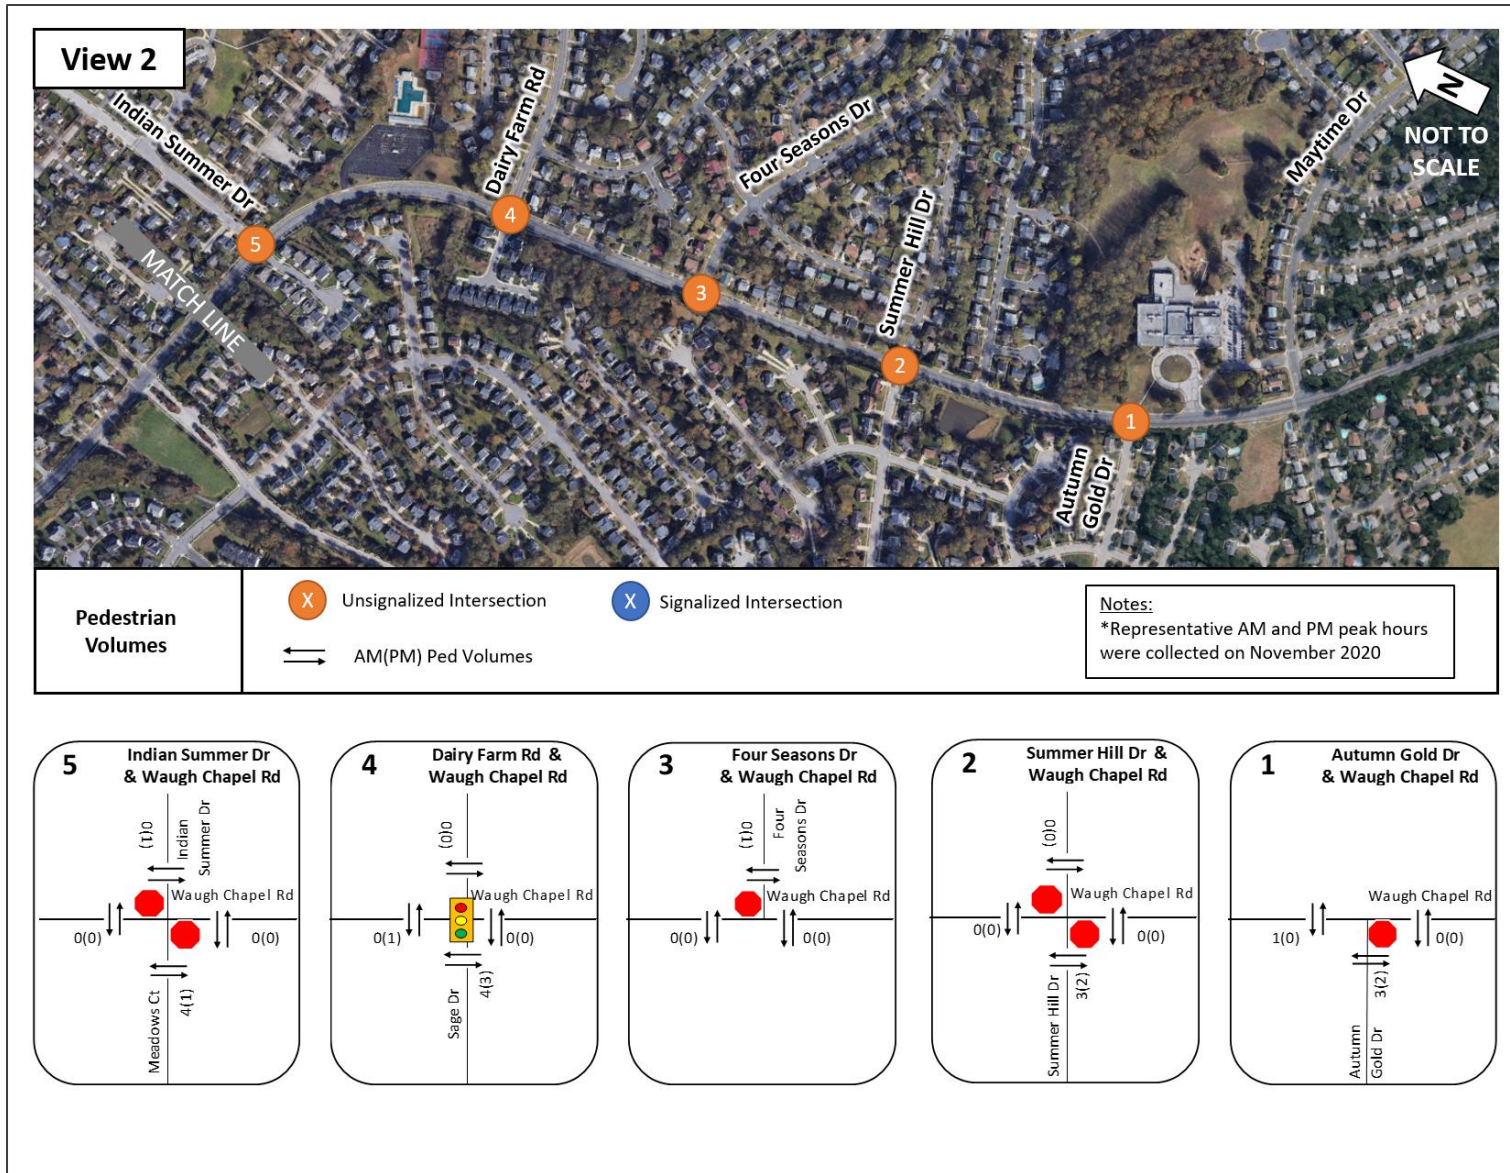 View 2
Indian Summer Dr
Dairy Farm Rd
Four Seasons Dr
Summer Hill Dr
Maytime Dr
N
NOT TO
SCALE
5
4
3
2
1
MATCH LINE
Autumn
Gold Dr
Pedestrian
Volumes
X Unsignalized Intersection
X Signalized Intersection
AM(PM) Ped Volumes
Notes:
*Representative AM and PM peak hours
were collected on November 2020
5
Indian Summer Dr
& Waugh Chapel Rd
0(1)
Indian
Summer Dr
Waugh Chapel Rd
0(0)
0(0)
Meadows Ct
4(1)
4
Dairy Farm Rd &
Waugh Chapel Rd
0(0)
Waugh Chapel Rd
0(1)
0(0)
Sage Dr
4(3)
3
Four Seasons Dr
& Waugh Chapel Rd
0(1)
Four
Seasons Dr
Waugh Chapel Rd
0(0)
0(0)
2
Summer Hill Dr &
Waugh Chapel Rd
0(0)
Waugh Chapel Rd
0(0)
0(0)
Summer Hill Dr
3(2)
1
Autumn Gold Dr
& Waugh Chapel Rd
Waugh Chapel Rd
1(0)
0(0)
3(2)
Autumn
Gold Dr